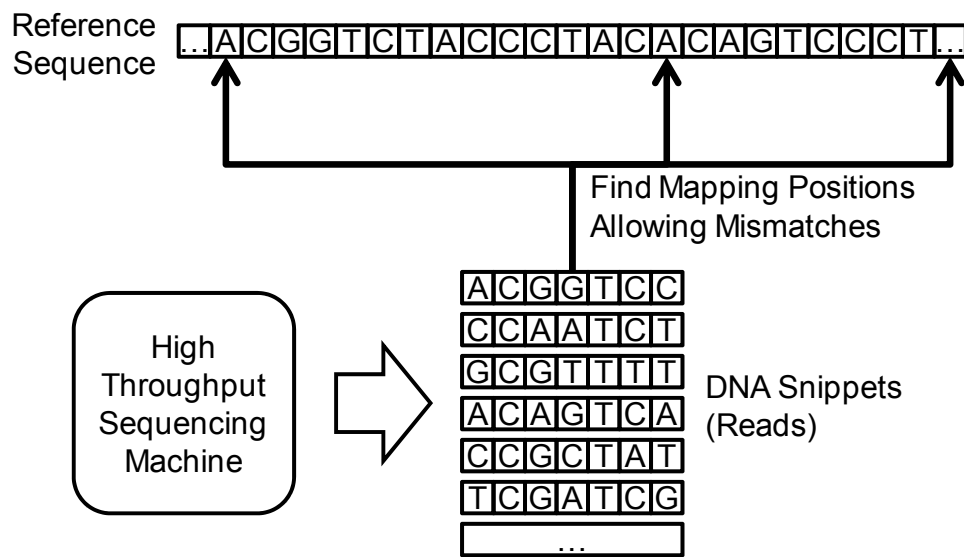 Reference
Sequence
...ACGGTCTACCCTACACAGTCCCT...
Find Mapping Positions
Allowing Mismatches
ACGGTCC
CCAATCT
GCGTTTT
ACAGTCA
CCGCTAT
TCGATCG
...
High
Throughput
Sequencing
Machine
DNA Snippets
(Reads)